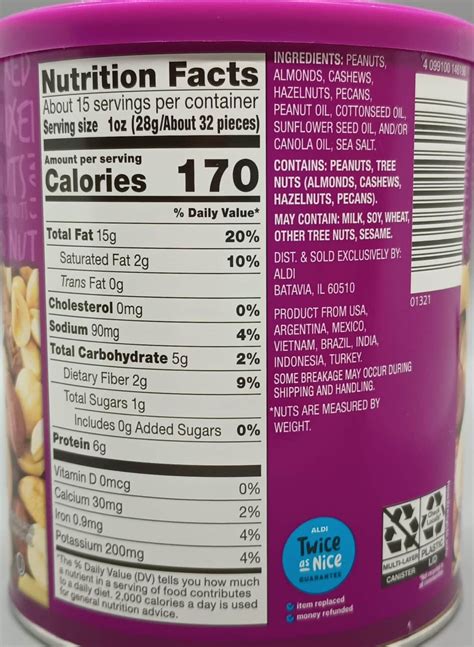 NUT
Nutrition Facts
About 15 servings per container
Serving size 1oz (28g/About 32 pieces)
Amount per serving
Calories 170
% Daily Value*
Total Fat 15g 20%
Saturated Fat 2g 10%
Trans Fat 0g
Cholesterol 0mg 0%
Sodium 90mg 4%
Total Carbohydrate 5g 2%
Dietary Fiber 2g 9%
Total Sugars 1g
Includes 0g Added Sugars 0%
Protein 6g
Vitamin D 0mcg 0%
Calcium 30mg 2%
Iron 0.9mg 4%
Potassium 200mg 4%
*The % Daily Value (DV) tells you how much
a nutrient in a serving of food contributes
to a daily diet. 2,000 calories a day is used
for general nutrition advice.
INGREDIENTS: PEANUTS,
ALMONDS, CASHEWS,
HAZELNUTS, PECANS,
PEANUT OIL, COTTONSEED OIL,
SUNFLOWER SEED OIL, AND/OR
CANOLA OIL, SEA SALT.
CONTAINS: PEANUTS, TREE
NUTS (ALMONDS, CASHEWS,
HAZELNUTS, PECANS).
MAY CONTAIN: MILK, SOY, WHEAT,
OTHER TREE NUTS, SESAME.
DIST. & SOLD EXCLUSIVELY BY:
ALDI
BATAVIA, IL 60510
PRODUCT FROM USA,
ARGENTINA, MEXICO,
VIETNAM, BRAZIL, INDIA,
INDONESIA, TURKEY.
SOME BREAKAGE MAY OCCUR DURING
SHIPPING AND HANDLING.
*NUTS ARE MEASURED BY
WEIGHT.
4 099100
01321
ALDI
Twice
as Nice
GUARANTEE
item replaced
money refunded
MULTI-LAYER
CANISTER
Check
Locally*
PLASTIC
LID